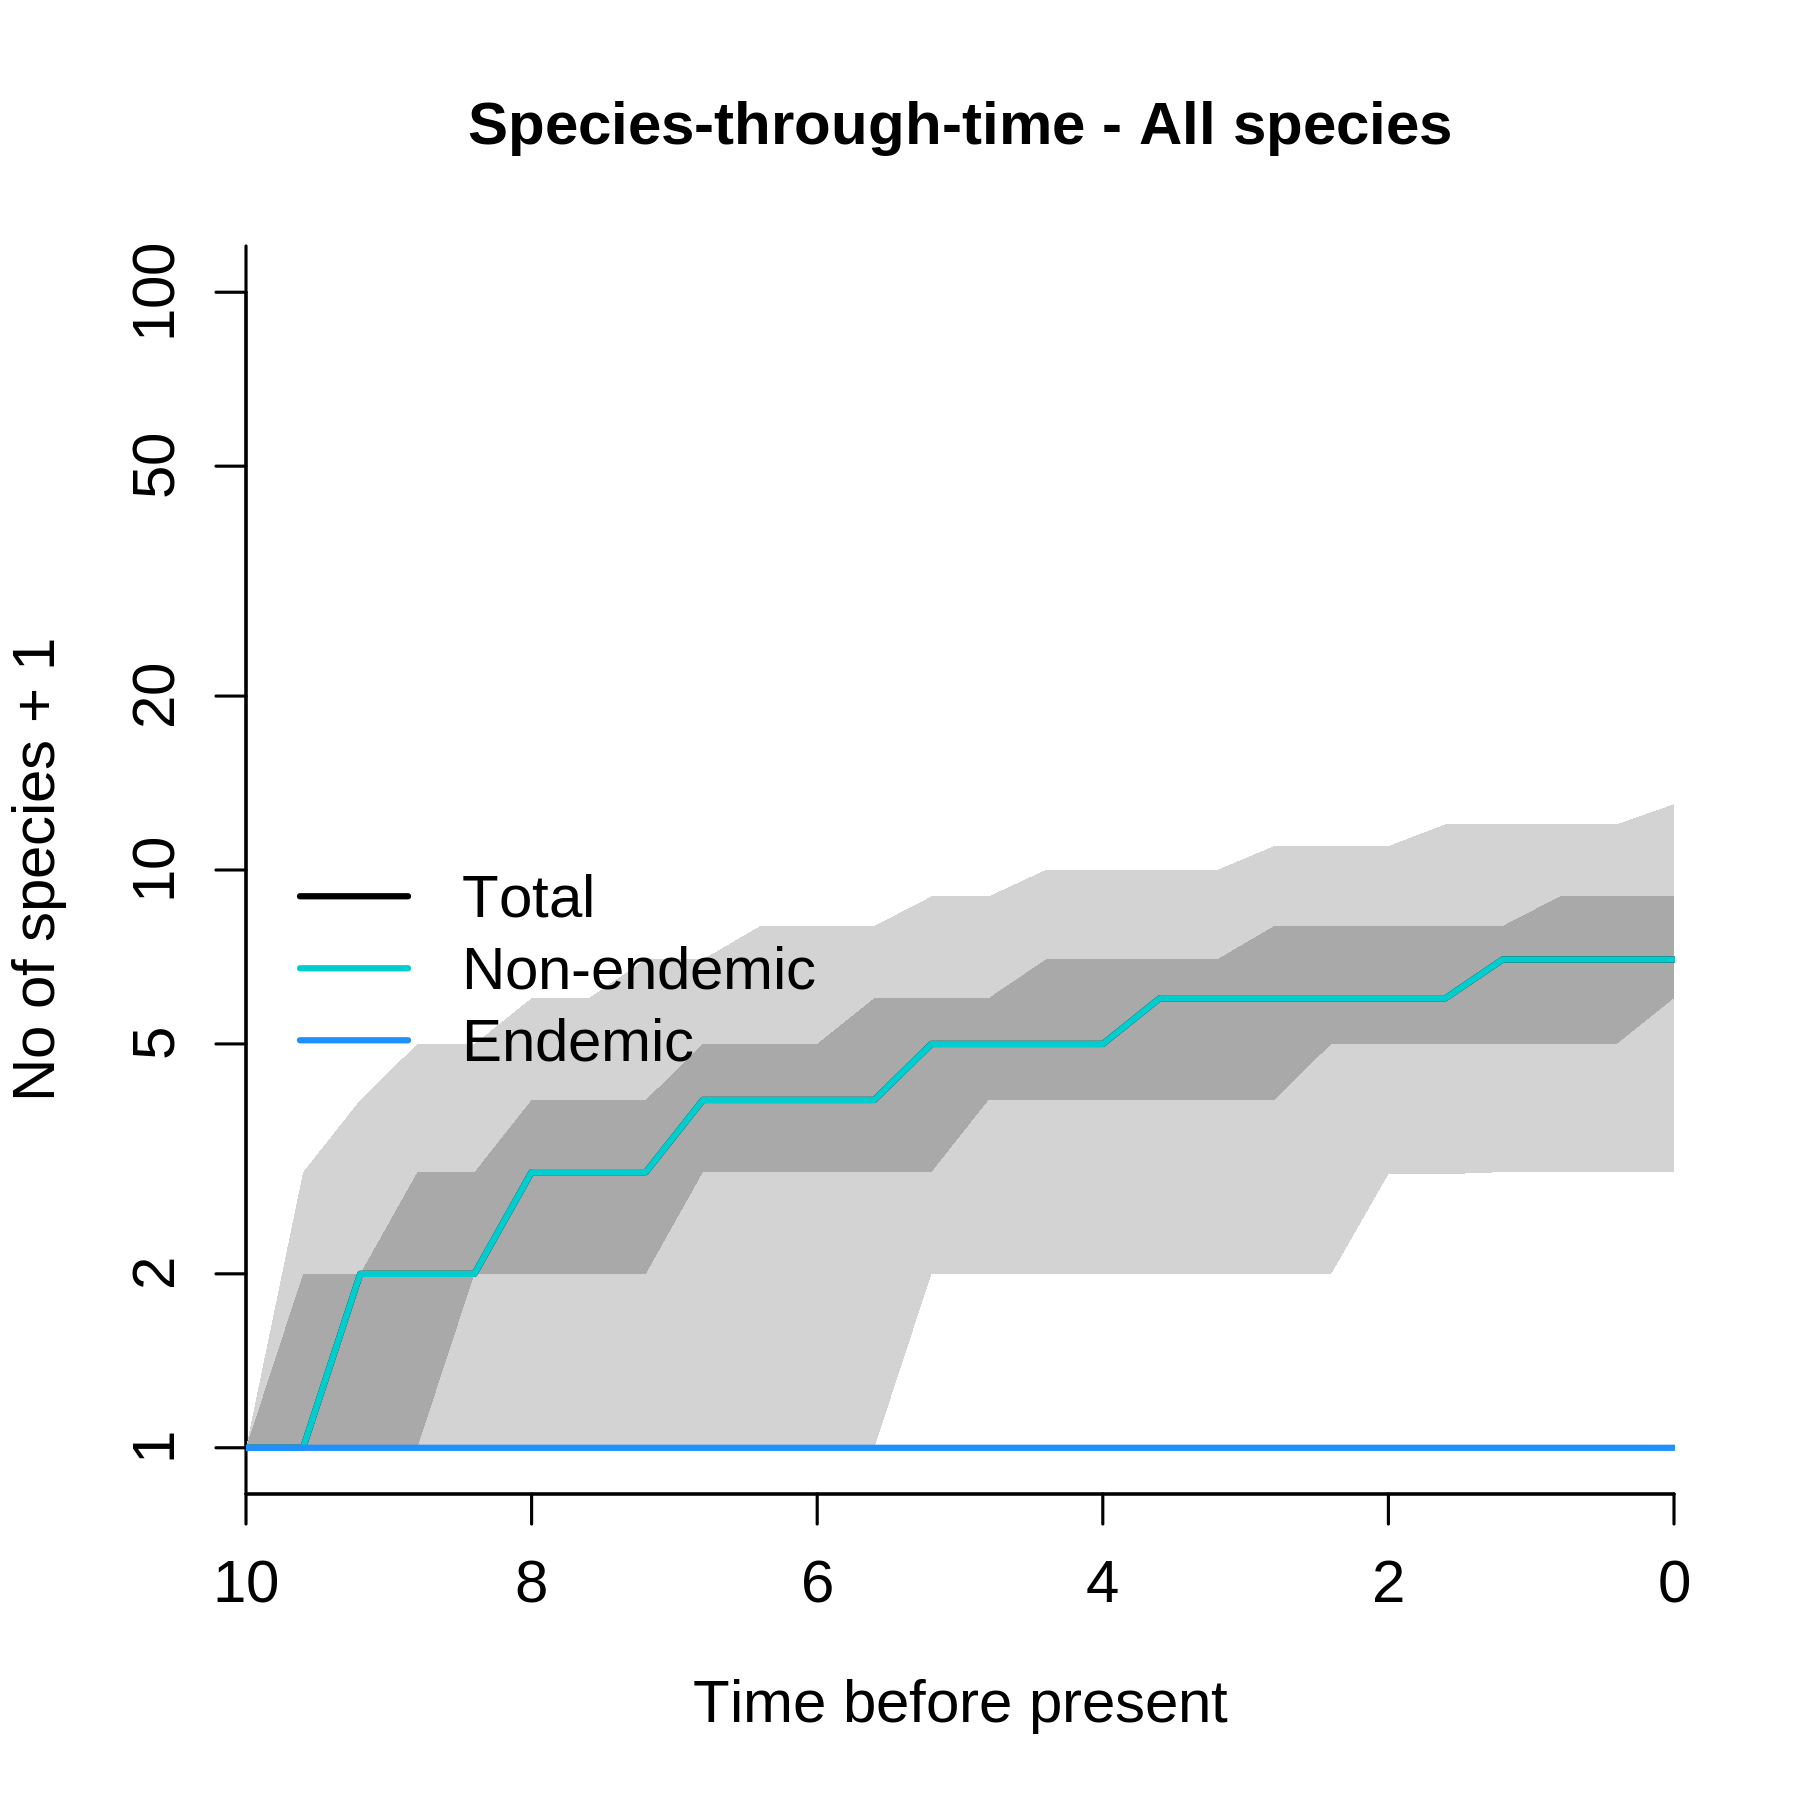 Species-through-time - All species
No of species + 1
100
50
20
10
5
2
1
Total
Non-endemic
Endemic
10 8 6 4 2 0
Time before present